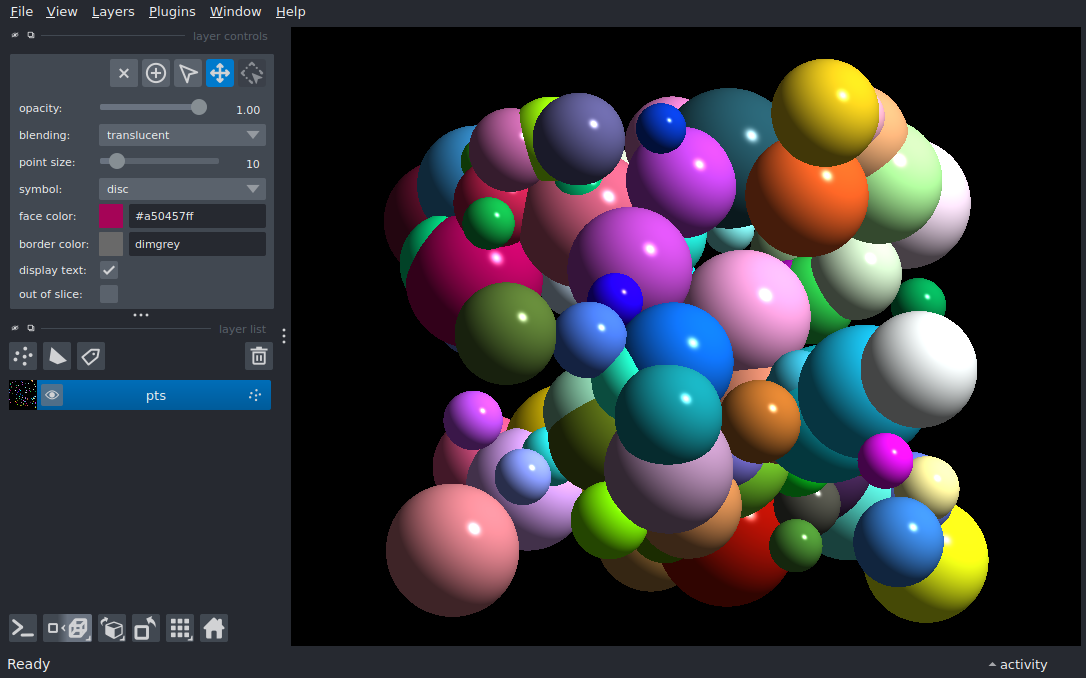 File View Layers Plugins Window Help
layer controls
opacity: 1.00
blending: translucent
point size: 10
symbol: disc
face color: #a50457ff
border color: dimgrey
display text:
out of slice:
layer list
pts
Ready
activity